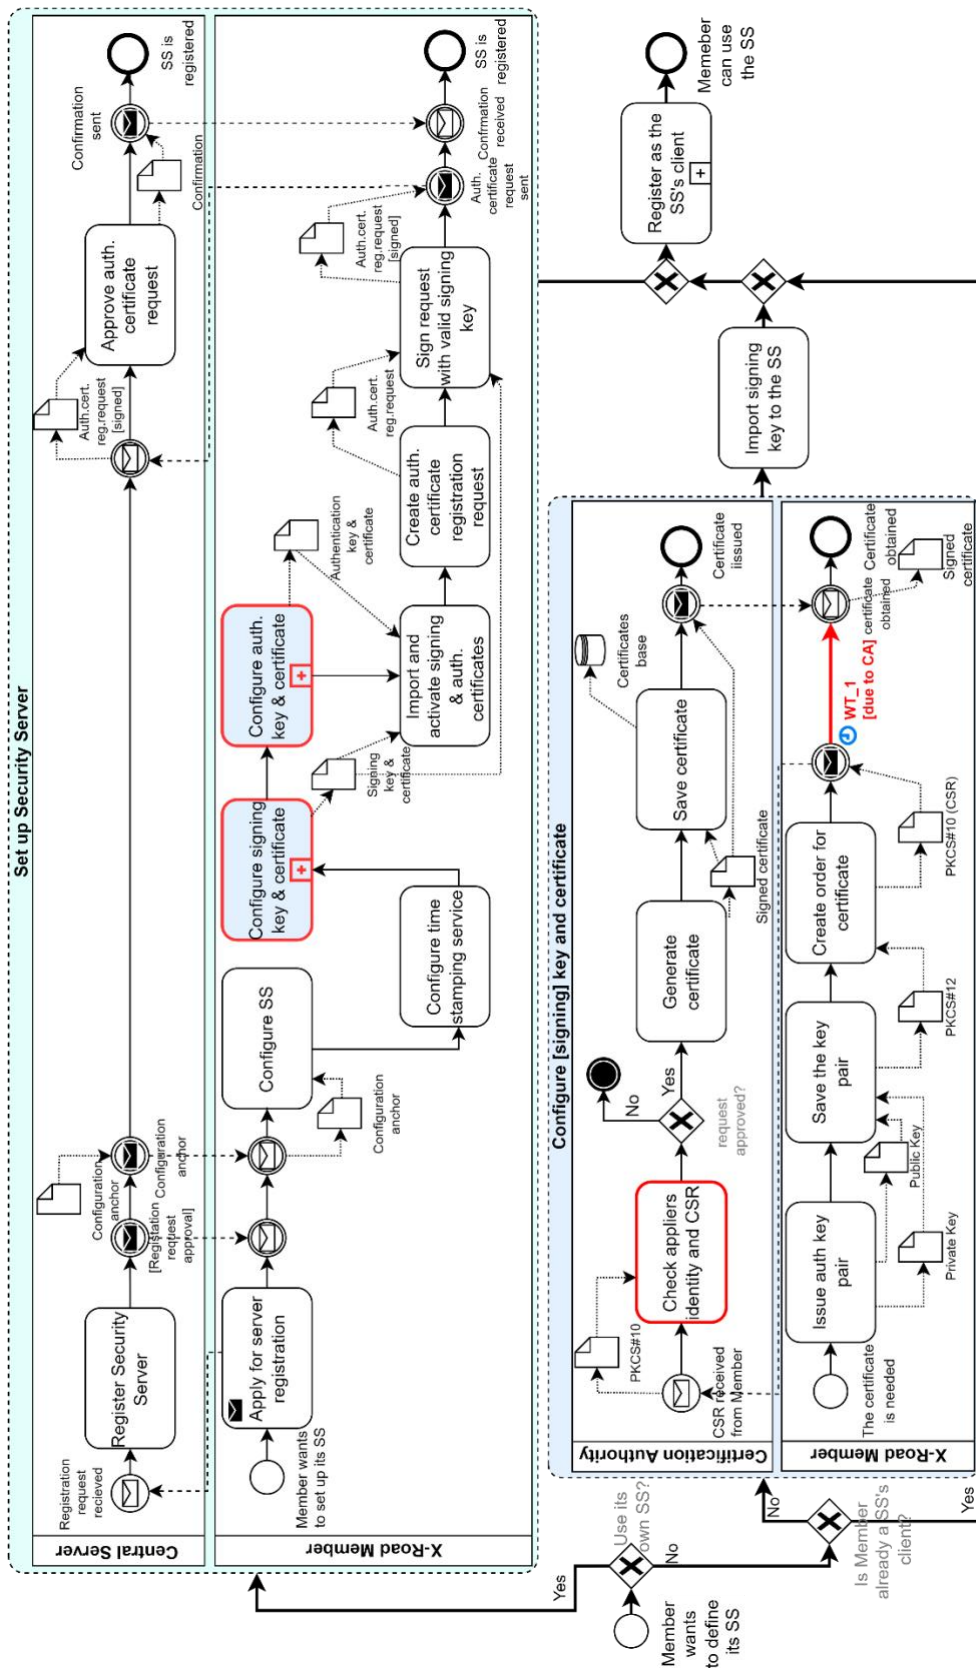 Set up Security Server
Central Server
Registration
request
recieved
Register Security
Server
[Registation
request
approval]
Configuration
anchor
Configuration
anchor
Auth.cert.
reg.request
[signed]
Approve auth.
certificate
request
Confirmation
Confirmation
sent
SS is
registered
X-Road Member
Member wants
to set up its SS
Apply for server
registration
Configuration anchor
Configure SS
Configure time
stamping service
Configure signing
key & certificate
Signing
key &
certificate
Configure auth.
key & certificate
Authentication
key &
certificate
Import and
activate signing
& auth.
certificates
Create auth.
certificate
registration
request
Auth.cert.
reg.request
Sign request
with valid signing
key
Auth.cert.
reg.request
[signed]
Auth.
certificate
request
sent
Confrmation
received
SS is
registered
Member
wants
to define
its SS
Use its
own SS?
Yes
No
Is Member
already a SS's
client?
No
Yes
Configure [signing] key and certificate
Certification Authority
CSR received
from Member
PKCS#10
Check appliers
identity and CSR
request
approved?
No
Yes
Generate
certificate
Signed certificate
Save certificate
Certificates
base
Certificate
iissued
X-Road Member
The certificate
is needed
Issue auth key
pair
Private Key
Public Key
Save the key
pair
PKCS#12
Create order for
certificate
PKCS#10 (CSR)
WT_1
[due to CA]
certificate
obtained
Certificate
obtained
Signed
certificate
Import signing
key to the SS
Register as the
SS's client
Memeber
can use
the SS